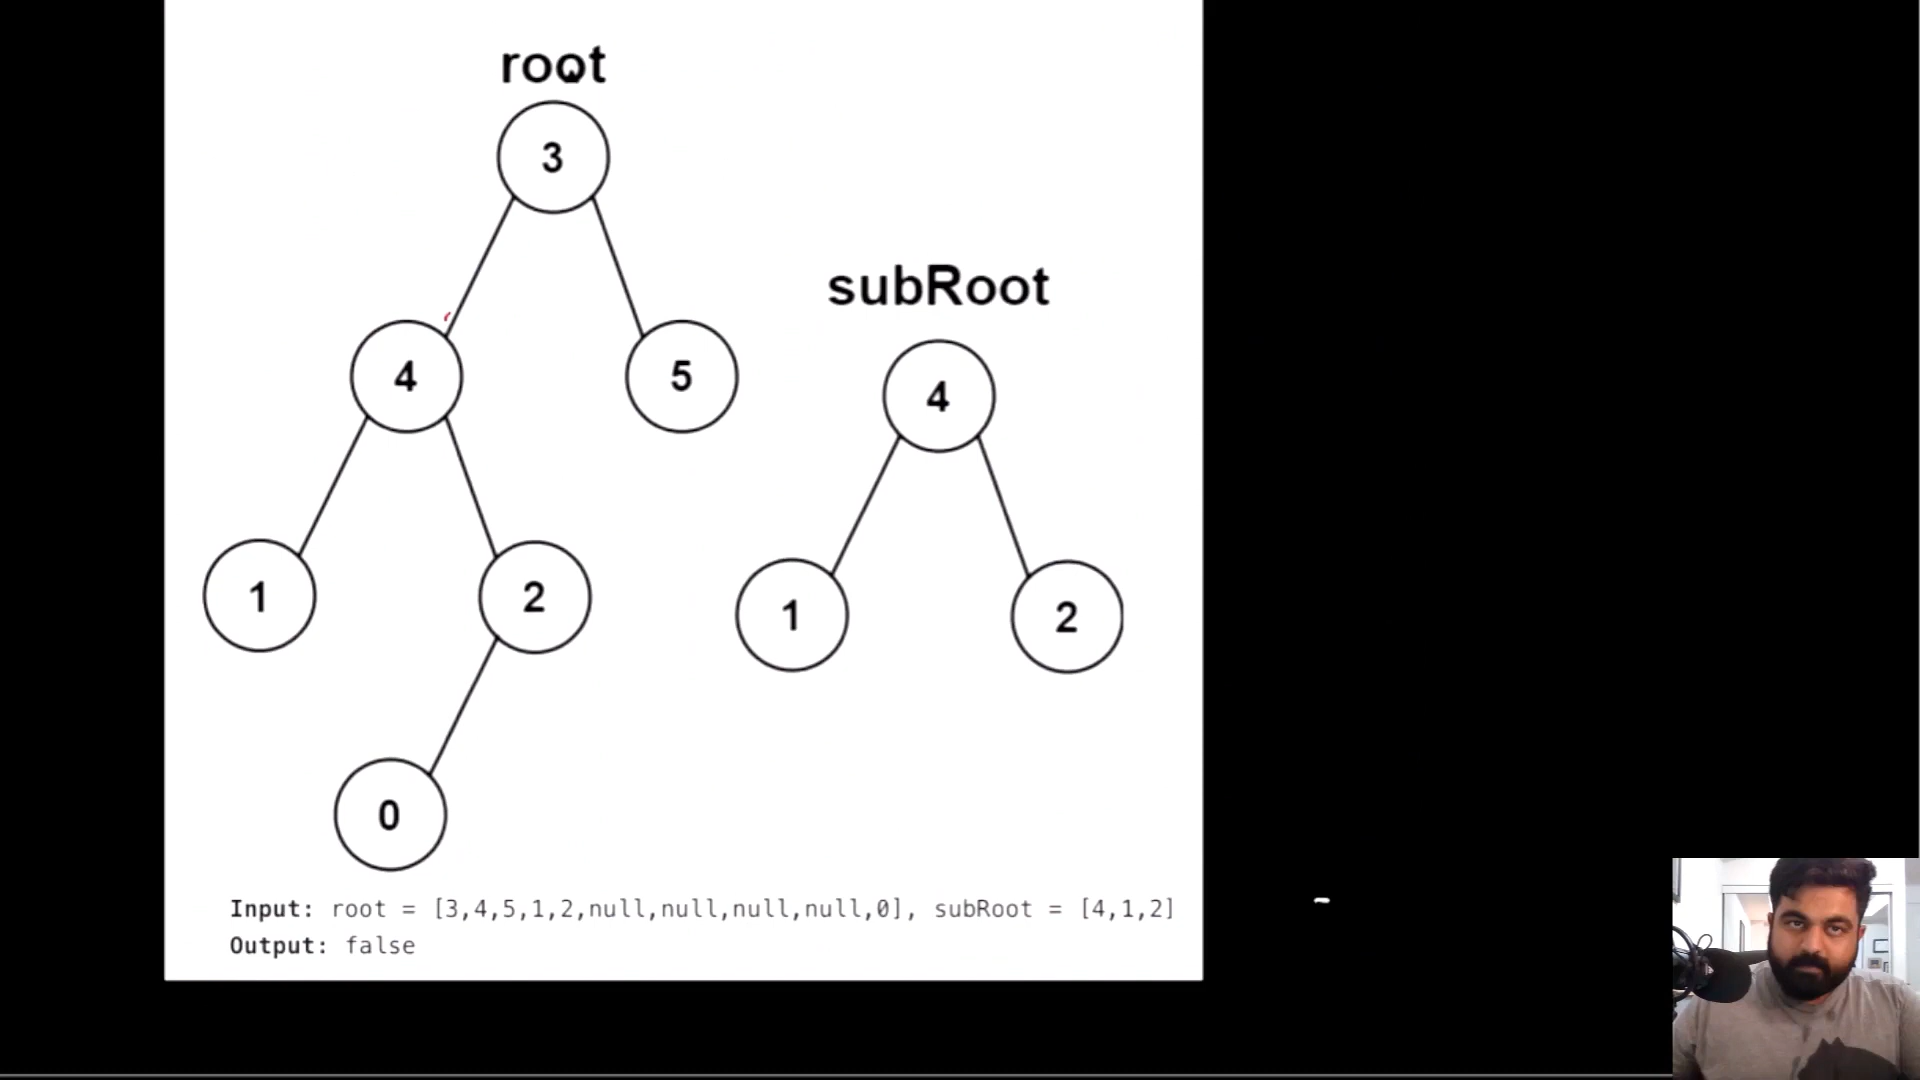 root
3
subRoot
4
5
4
1
2
1
2
0
Input: root = [3,4,5,1,2,null,null,null,null,0], subRoot = [4,1,2]
Output: false